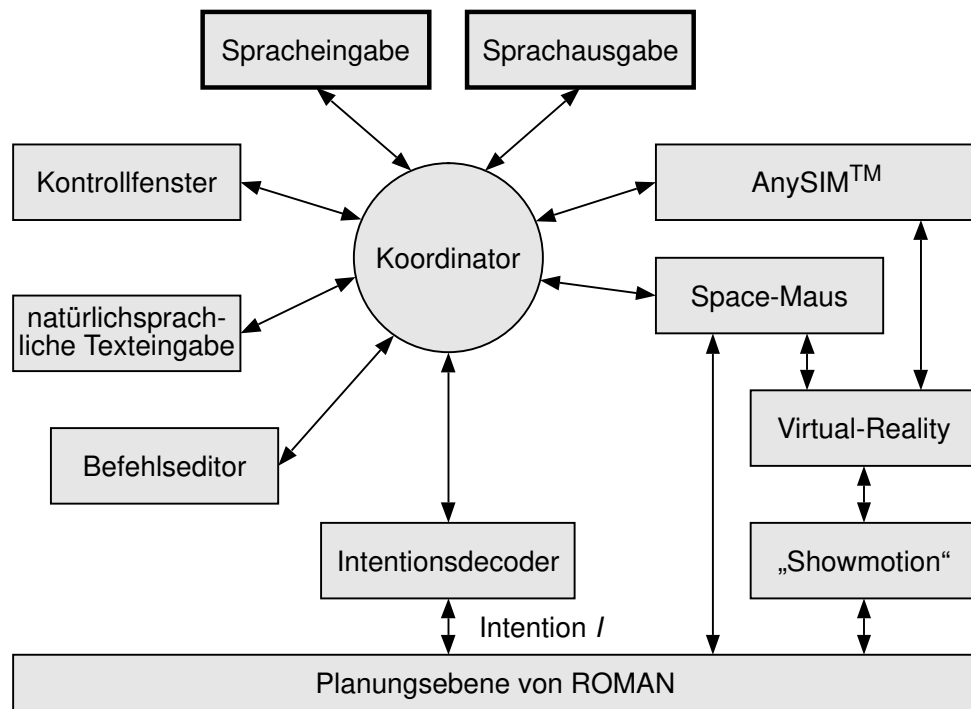 Spracheingabe
Sprachausgabe
Kontrollfenster
AnySIM™
Koordinator
Space-Maus
natürlichsprach-
liche Texteingabe
Virtual-Reality
Befehlseditor
Intentionsdecoder
„Showmotion“
Intention I
Planungsebene von ROMAN